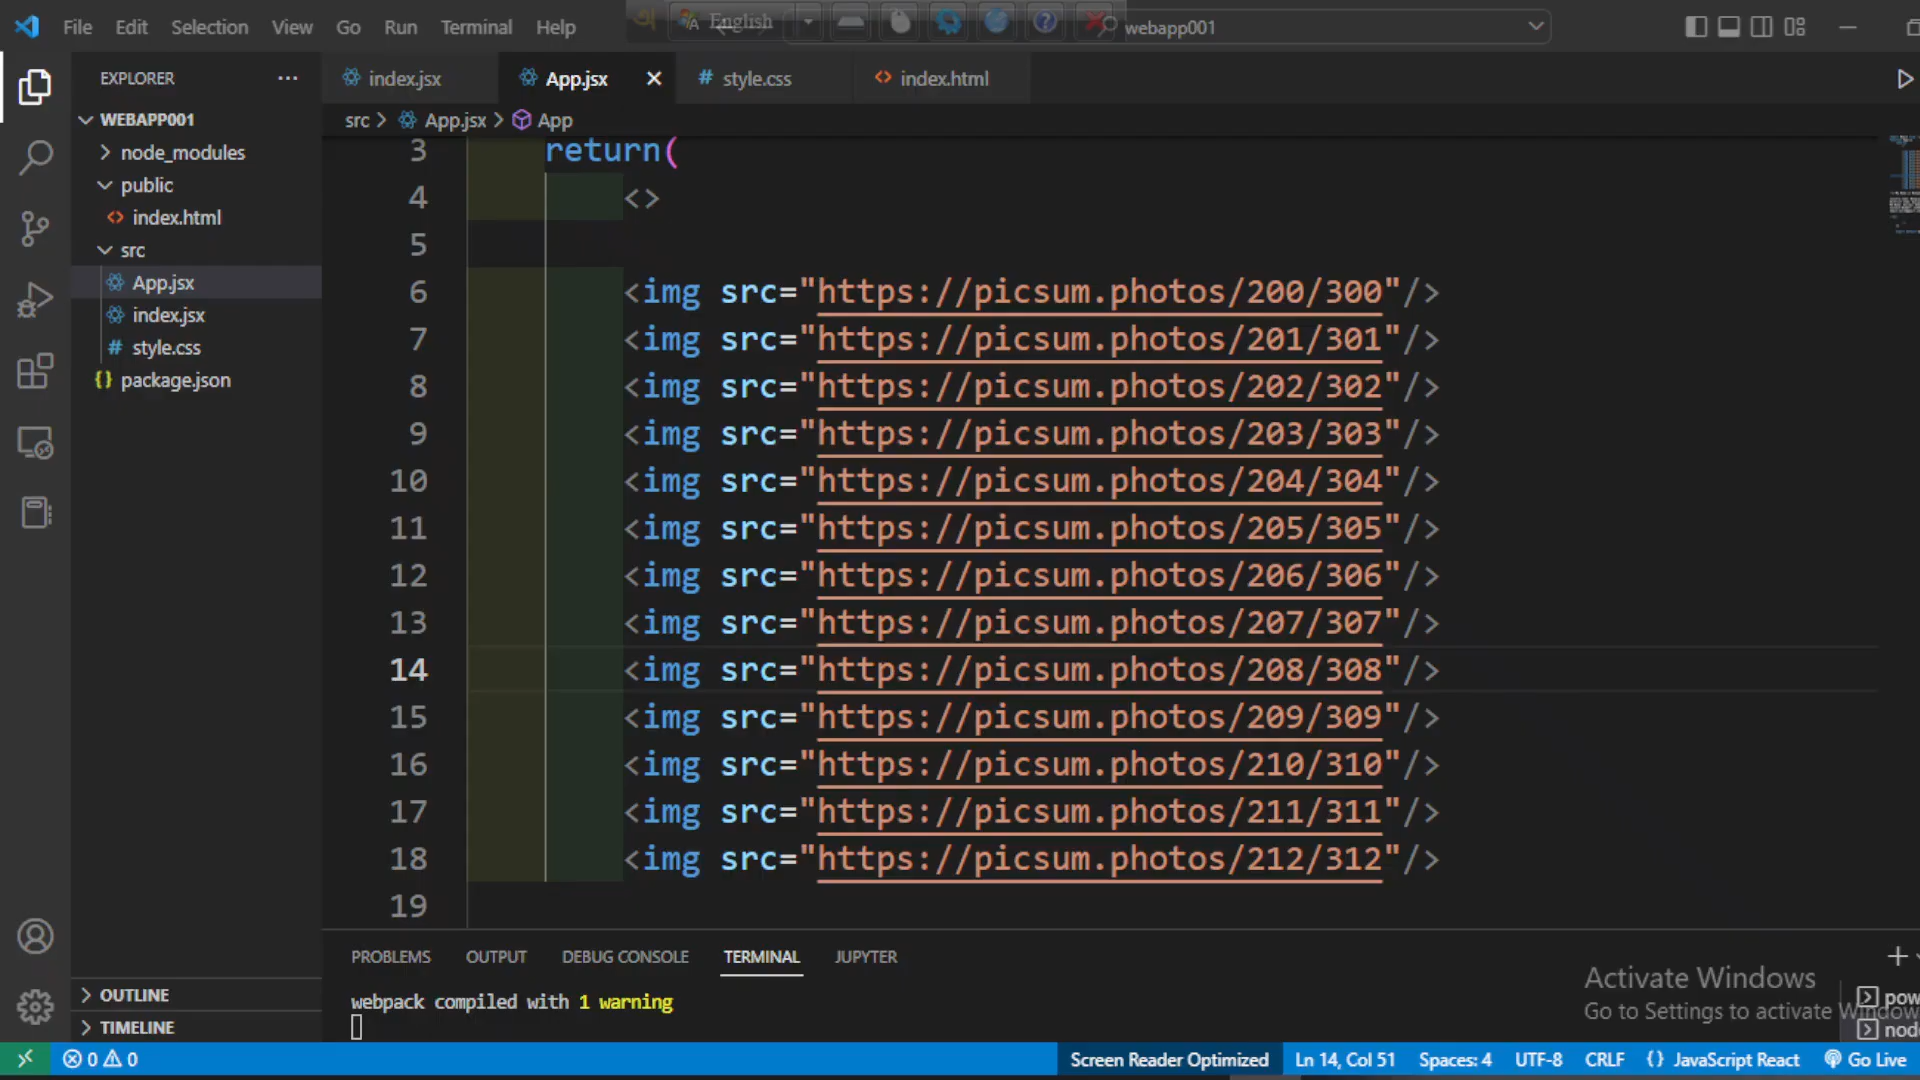 File Edit Selection View Go Run Terminal Help
English
webapp001
EXPLORER ···
index.jsx
App.jsx
# style.css
<> index.html
WEBAPP001
src > App.jsx > App
node_modules
public
<> index.html
src
App.jsx
index.jsx
# style.css
{} package.json
3 return(
4 <>
5
6 <img src="https://picsum.photos/200/300"/>
7 <img src="https://picsum.photos/201/301"/>
8 <img src="https://picsum.photos/202/302"/>
9 <img src="https://picsum.photos/203/303"/>
10 <img src="https://picsum.photos/204/304"/>
11 <img src="https://picsum.photos/205/305"/>
12 <img src="https://picsum.photos/206/306"/>
13 <img src="https://picsum.photos/207/307"/>
14 <img src="https://picsum.photos/208/308"/>
15 <img src="https://picsum.photos/209/309"/>
16 <img src="https://picsum.photos/210/310"/>
17 <img src="https://picsum.photos/211/311"/>
18 <img src="https://picsum.photos/212/312"/>
19
OUTLINE
TIMELINE
PROBLEMS OUTPUT DEBUG CONSOLE TERMINAL JUPYTER
webpack compiled with 1 warning
Activate Windows
Go to Settings to activate Windows
pow
node
0 0
Screen Reader Optimized Ln 14, Col 51 Spaces: 4 UTF-8 CRLF {} JavaScript React Go Live